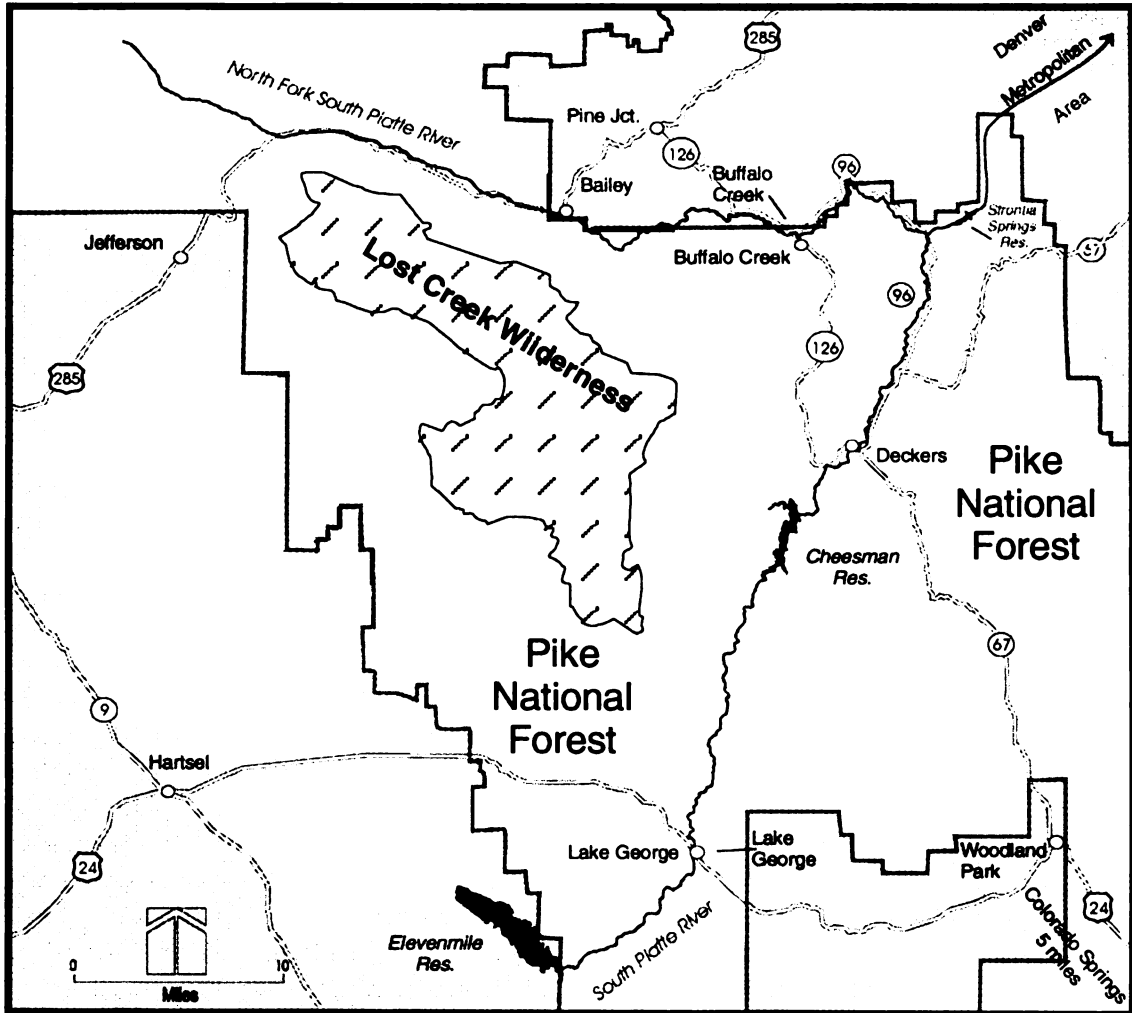 285
Denver
Metropolitan
Area
North Fork South Platte River
Pine Jct.
126
Bailey
Buffalo
Creek
96
Strontia
Springs
Res.
67
Jefferson
Buffalo Creek
96
Lost Creek Wilderness
126
285
Deckers
Pike
National
Forest
Cheesman
Res.
67
Pike
National
Forest
9
Hartsel
24
Lake George
Lake
George
Woodland
Park
24
Colorado Springs
5 miles
Elevenmile
Res.
South Platte River
0 10
Miles